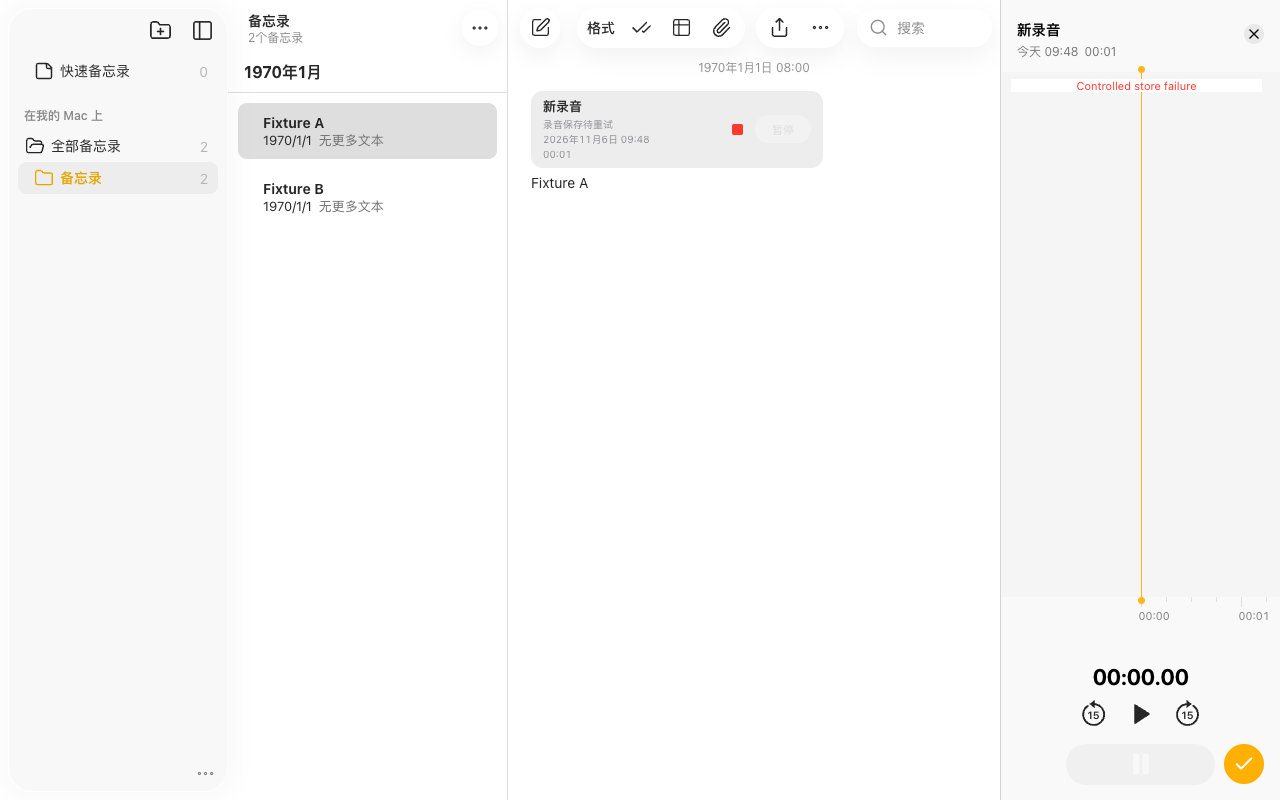 快速备忘录 0
在我的 Mac 上
全部备忘录 2
备忘录 2
备忘录
2个备忘录
1970年1月
Fixture A
1970/1/1 无更多文本
Fixture B
1970/1/1 无更多文本
格式
搜索
1970年1月1日 08:00
新录音
录音保存待重试
2026年11月6日 09:48
00:01
暂停
Fixture A
新录音
今天 09:48 00:01
Controlled store failure
00:00 00:01
00:00.00
15 15